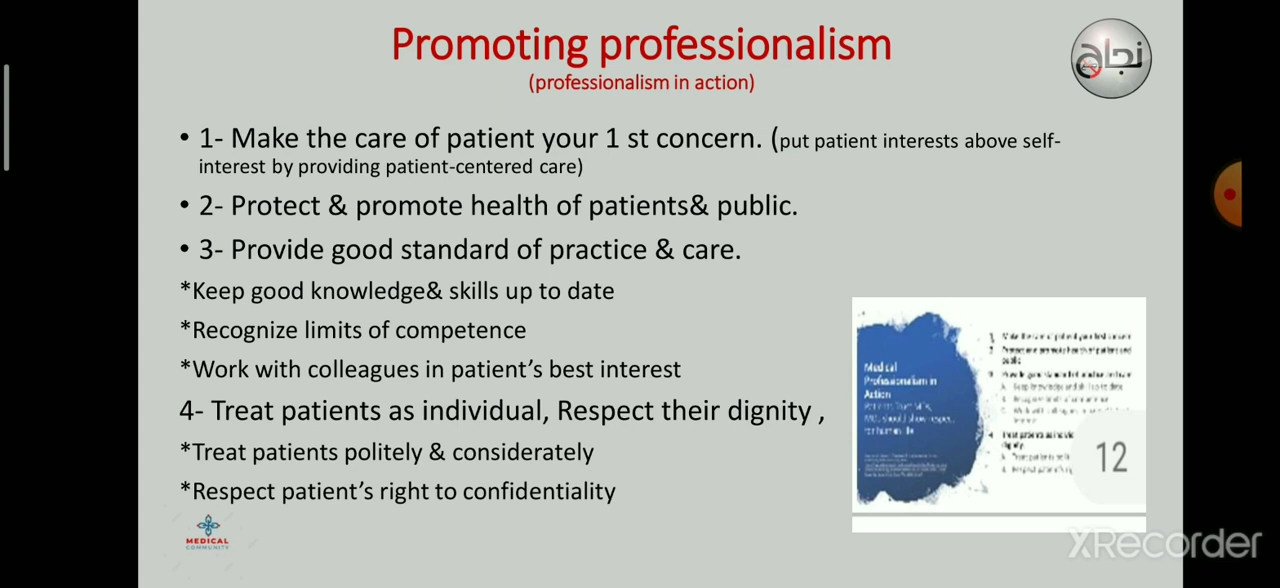 Promoting professionalism
(professionalism in action)
• 1- Make the care of patient your 1 st concern. (put patient interests above self-
interest by providing patient-centered care)
• 2- Protect & promote health of patients& public.
• 3- Provide good standard of practice & care.
*Keep good knowledge& skills up to date
*Recognize limits of competence
*Work with colleagues in patient's best interest
4- Treat patients as individual, Respect their dignity ,
*Treat patients politely & considerately
*Respect patient's right to confidentiality
Medical
Professionalism in
Action
12
MEDICAL
COMMUNITY
XRecorder